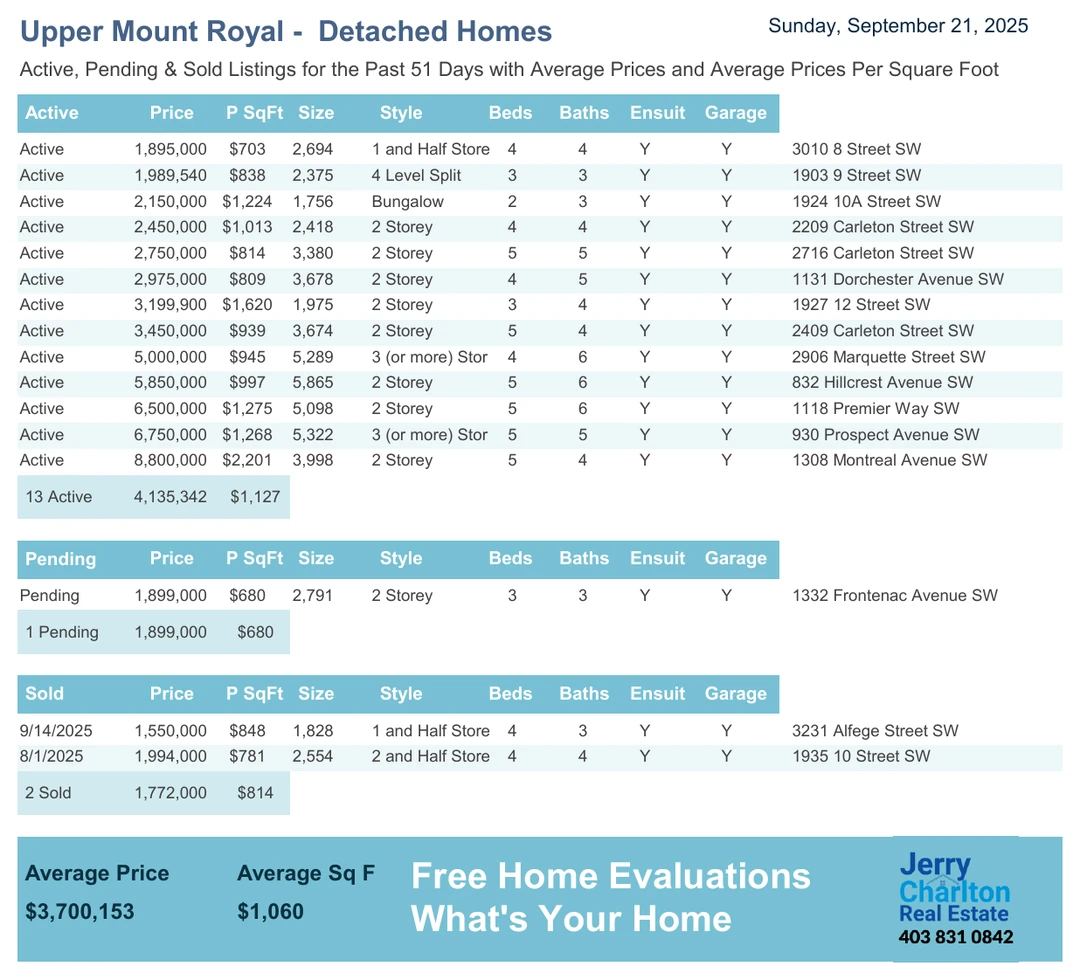 Upper Mount Royal -  Detached Homes Sunday, September 21, 2025
Active, Pending & Sold Listings for the Past 51 Days with Average Prices and Average Prices Per Square Foot
Active Price P SqFt Size Style Beds Baths Ensuit Garage
Active 1,895,000 $703 2,694 1 and Half Store 4 4 Y Y 3010 8 Street SW
Active 1,989,540 $838 2,375 4 Level Split 3 3 Y Y 1903 9 Street SW
Active 2,150,000 $1,224 1,756 Bungalow 2 3 Y Y 1924 10A Street SW
Active 2,450,000 $1,013 2,418 2 Storey 4 4 Y Y 2209 Carleton Street SW
Active 2,750,000 $814 3,380 2 Storey 5 5 Y Y 2716 Carleton Street SW
Active 2,975,000 $809 3,678 2 Storey 4 5 Y Y 1131 Dorchester Avenue SW
Active 3,199,900 $1,620 1,975 2 Storey 3 4 Y Y 1927 12 Street SW
Active 3,450,000 $939 3,674 2 Storey 5 4 Y Y 2409 Carleton Street SW
Active 5,000,000 $945 5,289 3 (or more) Stor 4 6 Y Y 2906 Marquette Street SW
Active 5,850,000 $997 5,865 2 Storey 5 6 Y Y 832 Hillcrest Avenue SW
Active 6,500,000 $1,275 5,098 2 Storey 5 6 Y Y 1118 Premier Way SW
Active 6,750,000 $1,268 5,322 3 (or more) Stor 5 5 Y Y 930 Prospect Avenue SW
Active 8,800,000 $2,201 3,998 2 Storey 5 4 Y Y 1308 Montreal Avenue SW
13 Active 4,135,342 $1,127
Pending Price P SqFt Size Style Beds Baths Ensuit Garage
Pending 1,899,000 $680 2,791 2 Storey 3 3 Y Y 1332 Frontenac Avenue SW
1 Pending 1,899,000 $680
Sold Price P SqFt Size Style Beds Baths Ensuit Garage
9/14/2025 1,550,000 $848 1,828 1 and Half Store 4 3 Y Y 3231 Alfege Street SW
8/1/2025 1,994,000 $781 2,554 2 and Half Store 4 4 Y Y 1935 10 Street SW
2 Sold 1,772,000 $814
Average Price Average Sq F
$3,700,153 $1,060
Free Home Evaluations
What's Your Home
Jerry
Charlton
Real Estate
403 831 0842